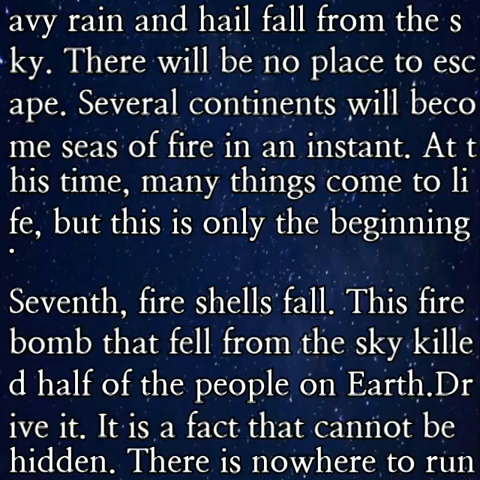 avy rain and hail fall from the s
ky. There will be no place to esc
ape. Several continents will beco
me seas of fire in an instant. At t
his time, many things come to li
fe, but this is only the beginning
.
Seventh, fire shells fall. This fire
bomb that fell from the sky kille
d half of the people on Earth.Dr
ive it. It is a fact that cannot be
hidden. There is nowhere to run